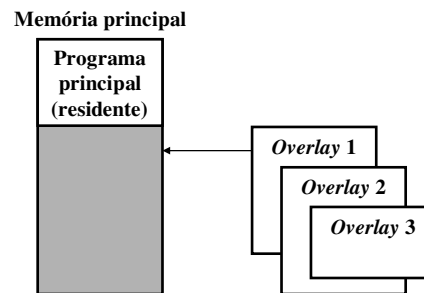 Memória principal
Programa
principal
(residente)
Overlay 1
Overlay 2
Overlay 3